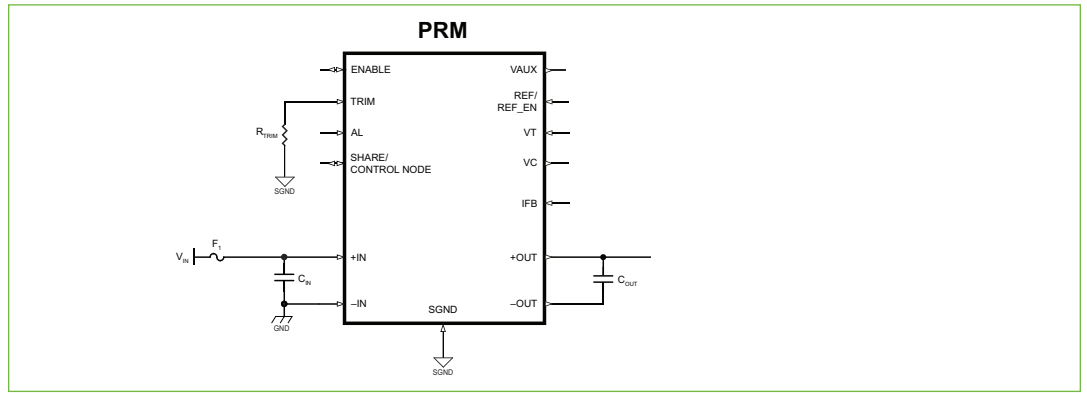 PRM
ENABLE
TRIM
AL
SHARE/
CONTROL NODE
+IN
–IN
VAUX
REF/
REF_EN
VT
VC
IFB
+OUT
–OUT
SGND
R_TRIM
SGND
V_IN
F_1
C_IN
GND
C_OUT
SGND